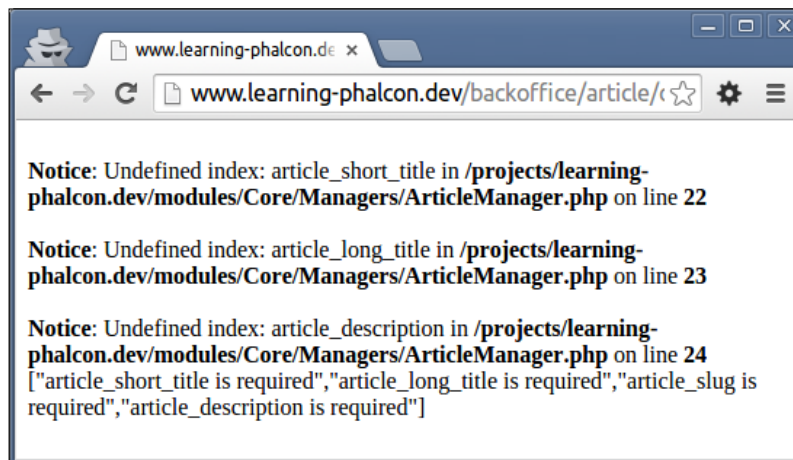 www.learning-phalcon.de
www.learning-phalcon.dev/backoffice/article/c
Notice: Undefined index: article_short_title in /projects/learning-
phalcon.dev/modules/Core/Managers/ArticleManager.php on line 22
Notice: Undefined index: article_long_title in /projects/learning-
phalcon.dev/modules/Core/Managers/ArticleManager.php on line 23
Notice: Undefined index: article_description in /projects/learning-
phalcon.dev/modules/Core/Managers/ArticleManager.php on line 24
["article_short_title is required","article_long_title is required","article_slug is
required","article_description is required"]